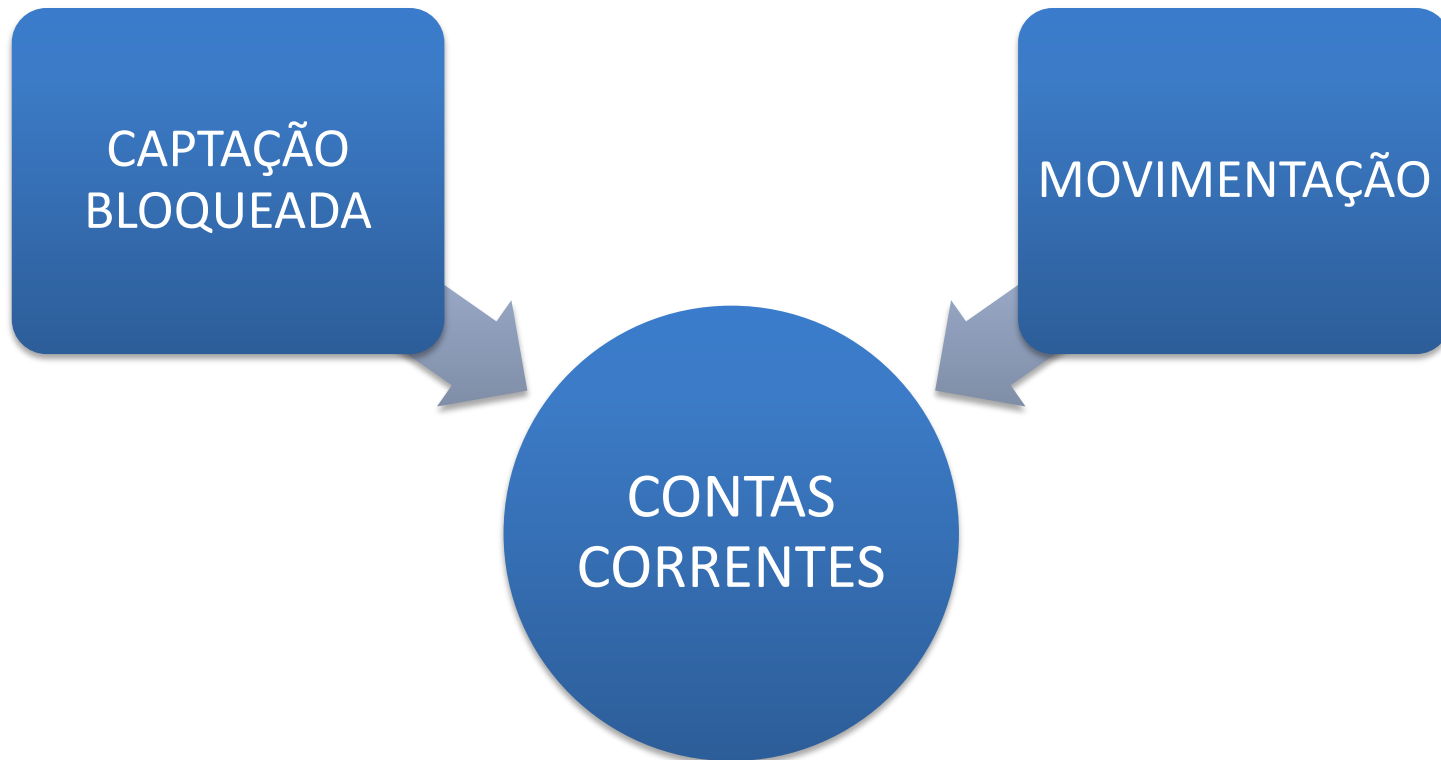 CAPTAÇÃO
BLOQUEADA
MOVIMENTAÇÃO
CONTAS
CORRENTES